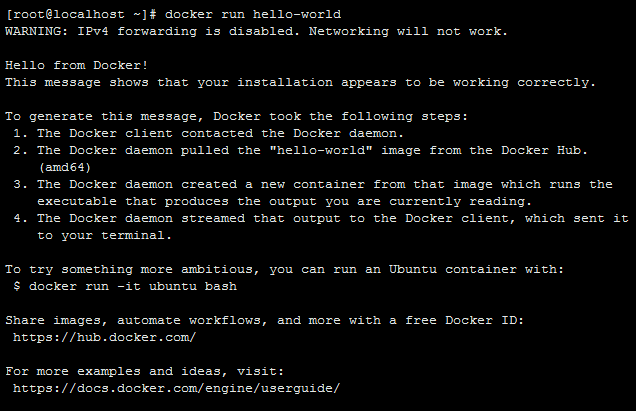 [root@localhost ~]# docker run hello-world
WARNING: IPv4 forwarding is disabled. Networking will not work.

Hello from Docker!
This message shows that your installation appears to be working correctly.

To generate this message, Docker took the following steps:
 1. The Docker client contacted the Docker daemon.
 2. The Docker daemon pulled the "hello-world" image from the Docker Hub.
    (amd64)
 3. The Docker daemon created a new container from that image which runs the
    executable that produces the output you are currently reading.
 4. The Docker daemon streamed that output to the Docker client, which sent it
    to your terminal.

To try something more ambitious, you can run an Ubuntu container with:
 $ docker run -it ubuntu bash

Share images, automate workflows, and more with a free Docker ID:
 https://hub.docker.com/

For more examples and ideas, visit:
 https://docs.docker.com/engine/userguide/